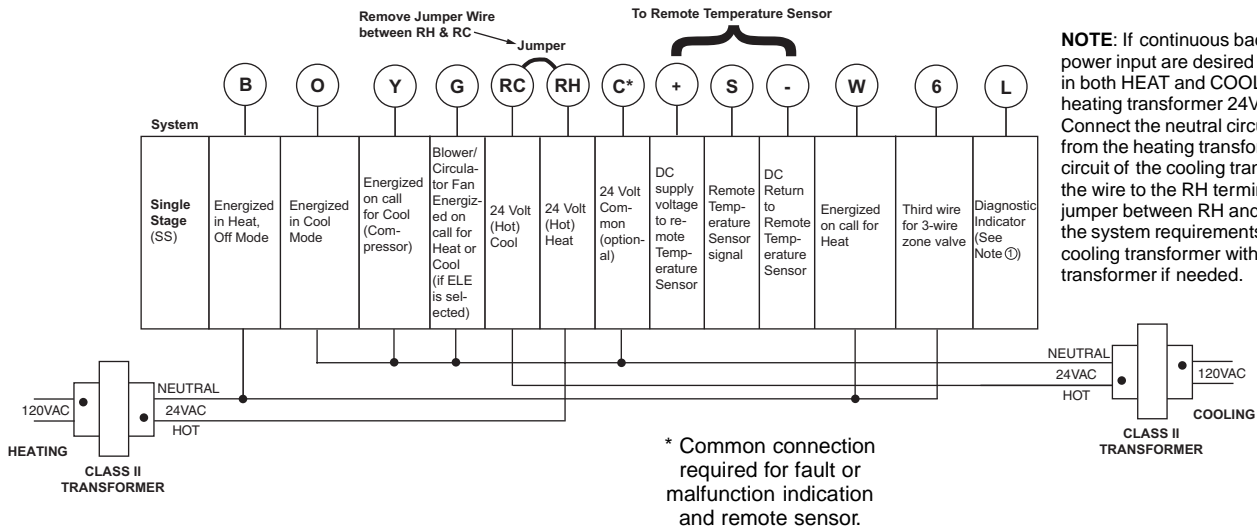 Remove Jumper Wire
between RH & RC
Jumper
To Remote Temperature Sensor
B
O
Y
G
RC
RH
C*
+
S
-
W
6
L
System
Single
Stage
(SS)
Energized
in Heat,
Off Mode
Energized
in Cool
Mode
Energized
on call
for Cool
(Com-
pressor)
Blower/
Circula-
tor Fan
Energiz-
ed on
call for
Heat or
Cool
(if ELE
is sel-
ected)
24 Volt
(Hot)
Cool
24 Volt
(Hot)
Heat
24 Volt
Com-
mon
(option-
al)
DC
supply
voltage
to re-
mote
Temp-
erature
Sensor
Remote
Temp-
erature
Sensor
signal
DC
Return
to
Remote
Temp-
erature
Sensor
Energized
on call for
Heat
Third wire
for 3-wire
zone valve
Diagnostic
Indicator
(See
Note ①)
NOTE: If continuous bac
power input are desired
in both HEAT and COOL
heating transformer 24V
Connect the neutral circu
from the heating transfor
circuit of the cooling tran
the wire to the RH termin
jumper between RH and
the system requirements
cooling transformer with
transformer if needed.
120VAC
NEUTRAL
24VAC
HOT
HEATING
CLASS II
TRANSFORMER
NEUTRAL
24VAC
HOT
120VAC
COOLING
CLASS II
TRANSFORMER
* Common connection
required for fault or
malfunction indication
and remote sensor.